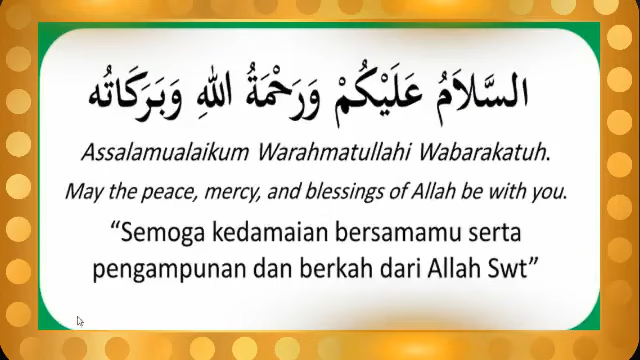 السَّلاَمُ عَلَيْكُمْ وَرَحْمَةُ اللهِ وَبَرَكَاتُه
Assalamualaikum Warahmatullahi Wabarakatuh.
May the peace, mercy, and blessings of Allah be with you.
“Semoga kedamaian bersamamu serta
pengampunan dan berkah dari Allah Swt”